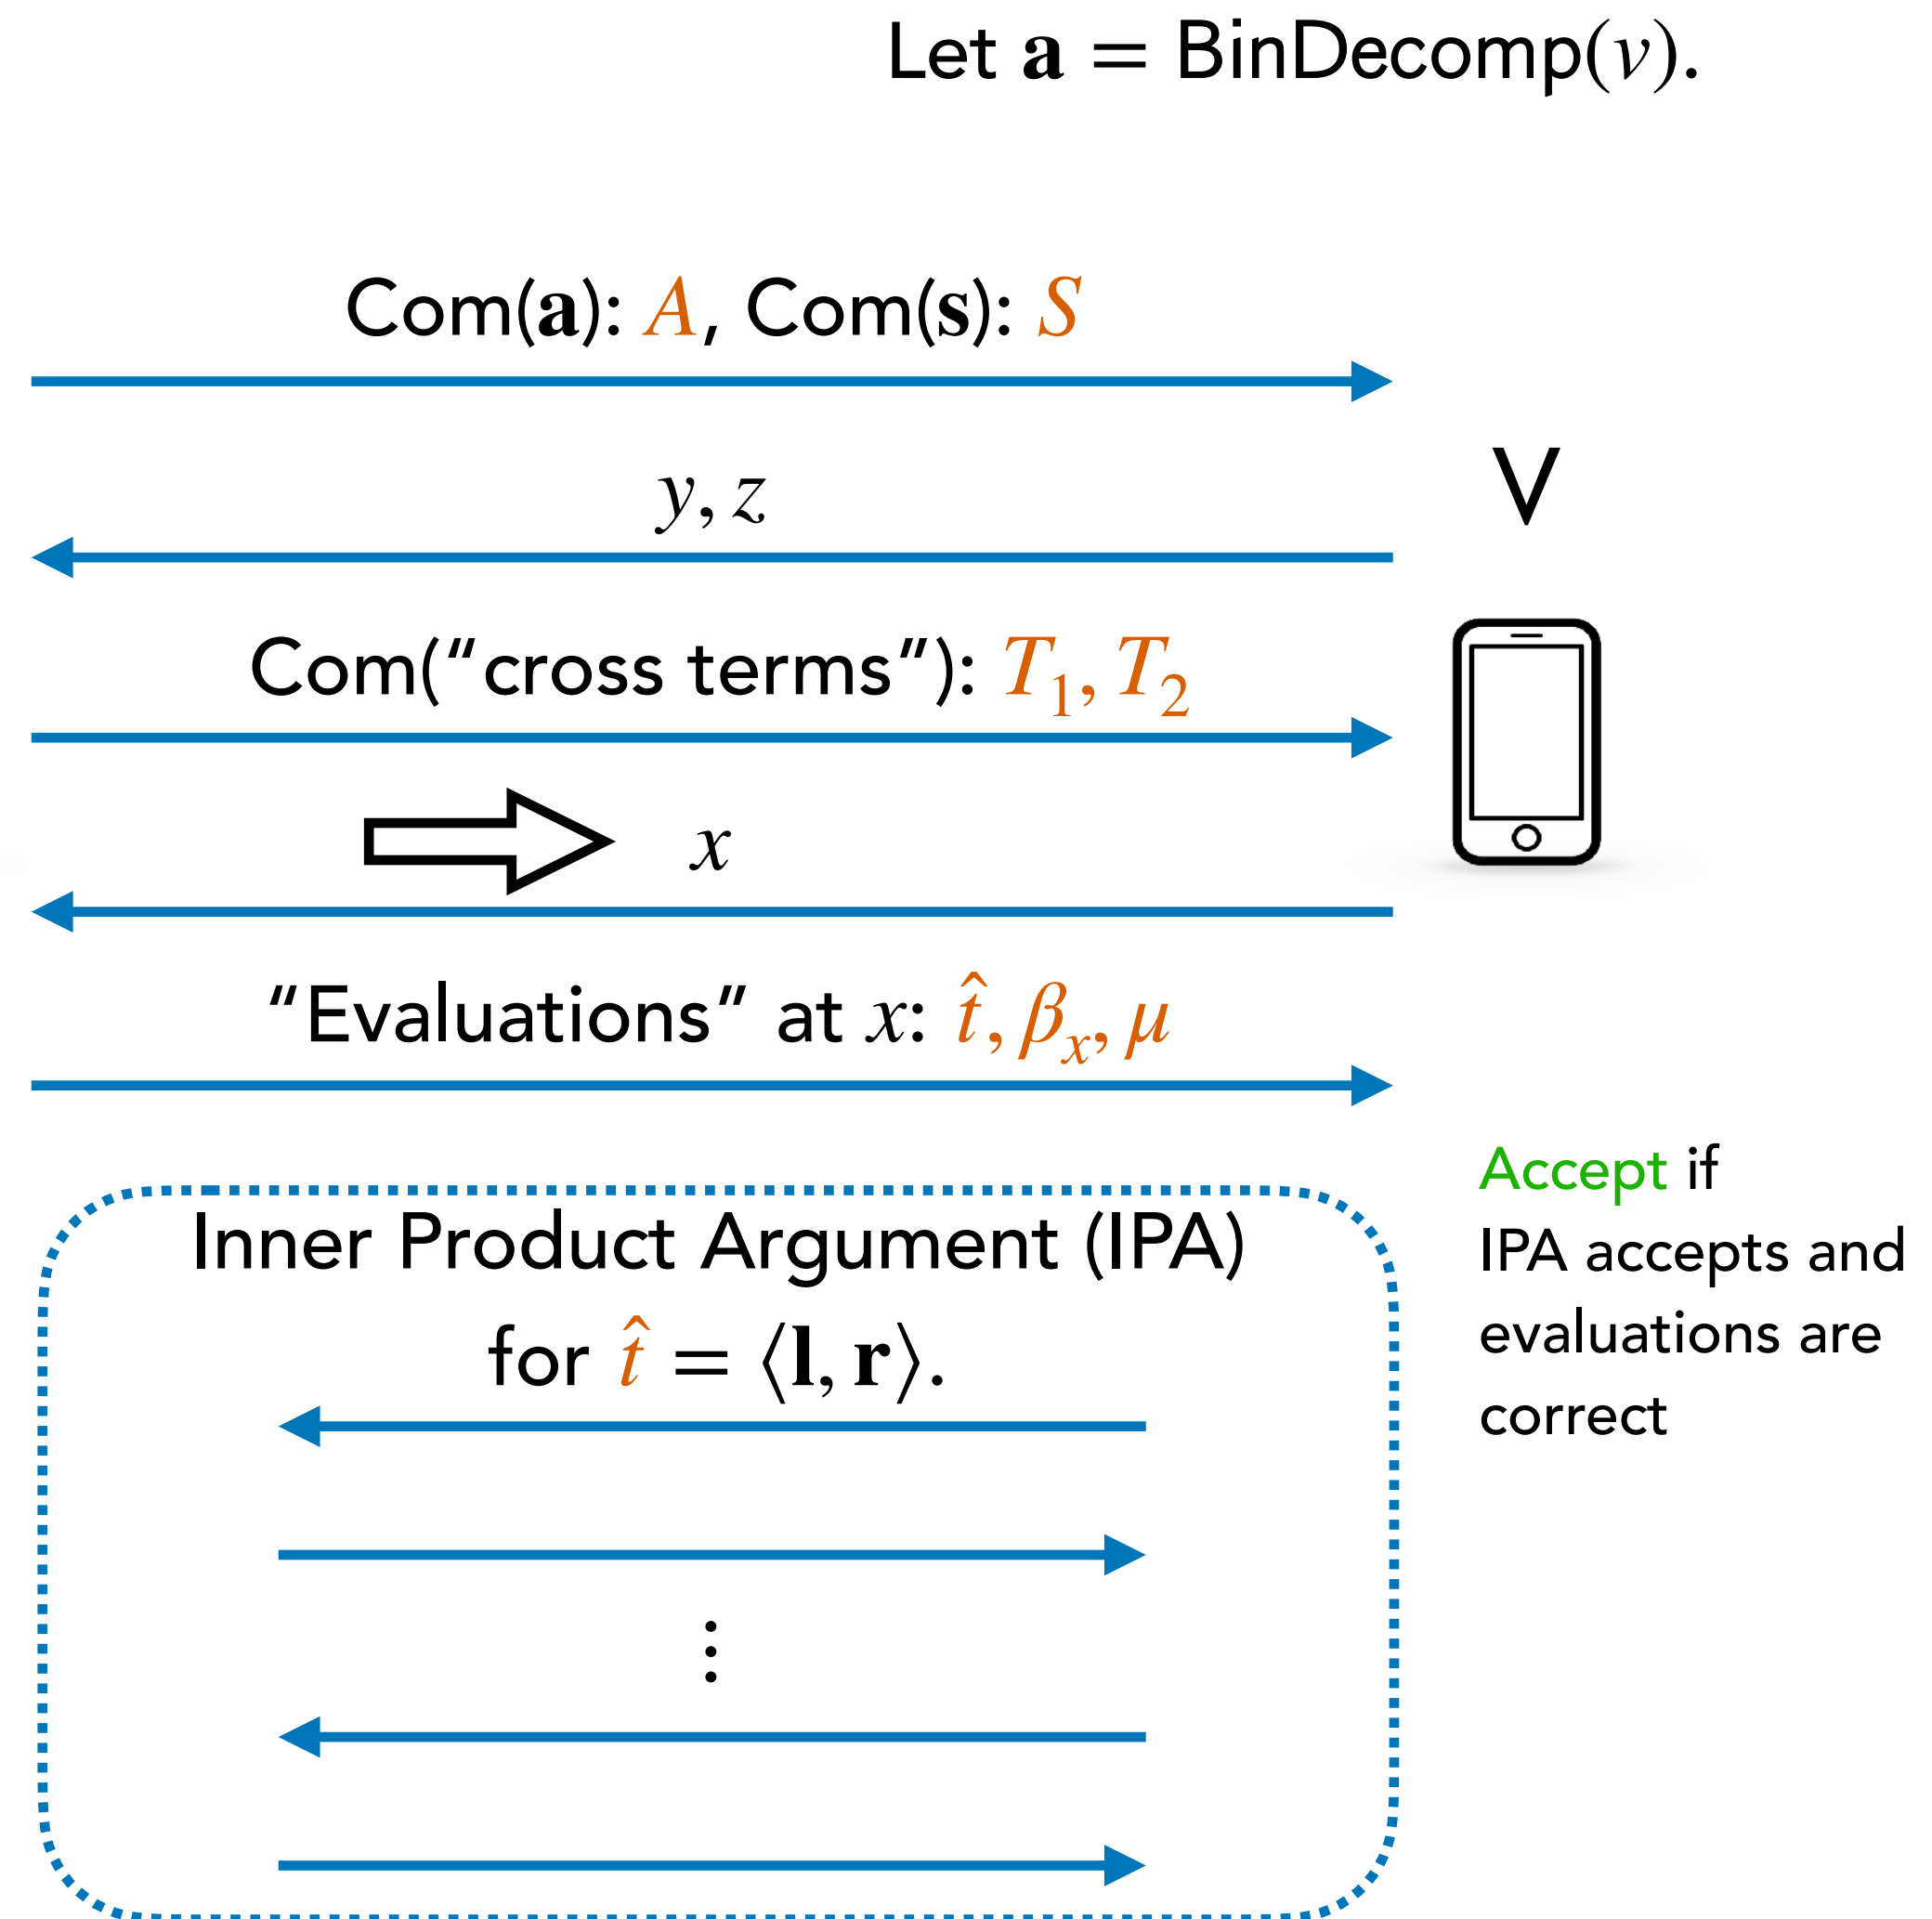 Let 𝐚 = BinDecomp(v).
Com(𝐚): A, Com(𝐬): S
y, z
V
Com("cross terms"): T₁, T₂
x
"Evaluations" at x: t̂, βₓ, μ
Accept if
IPA accepts and
evaluations are
correct
Inner Product Argument (IPA)
for t̂ = ⟨𝐥, 𝐫⟩.
⋮